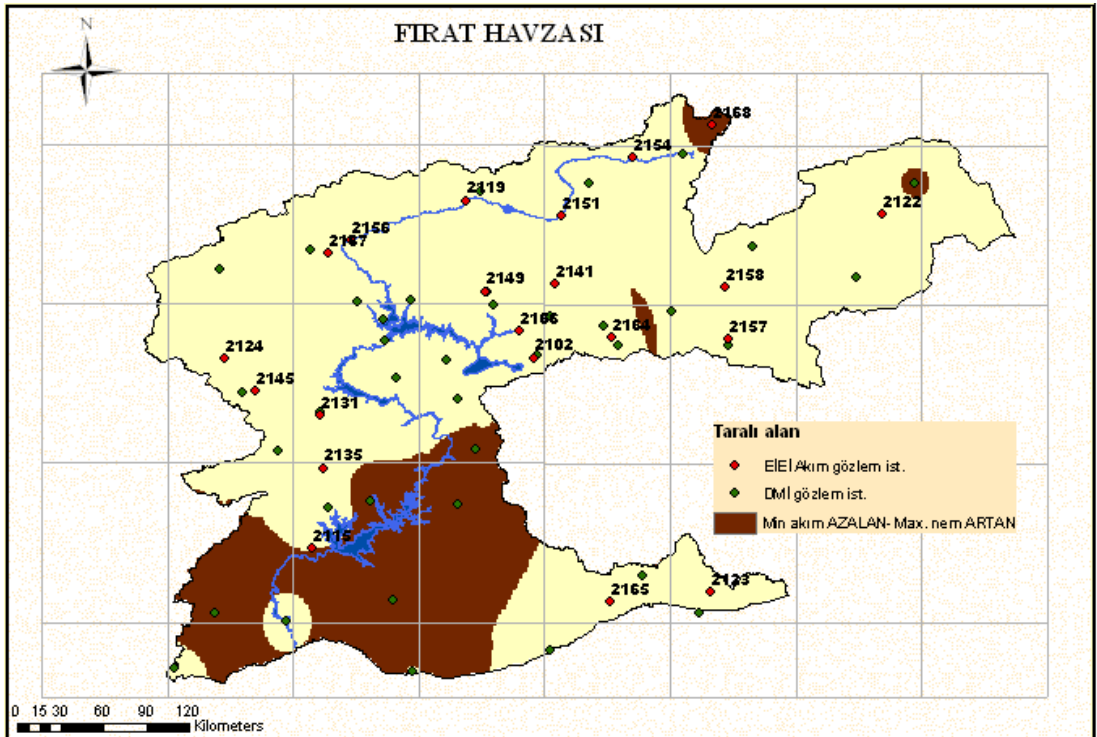 FIRAT HAVZASI
N
2168
2154
2119
2151
2122
2156
2167
2141
2149
2158
2166
2164
2157
2102
2124
2145
2131
2135
2115
2165
2123
Taralı alan
EİEİ Akım gözlem ist.
DMİ gözlem ist.
Min akım AZALAN- Max. nem ARTAN
0 15 30 60 90 120
Kilometers